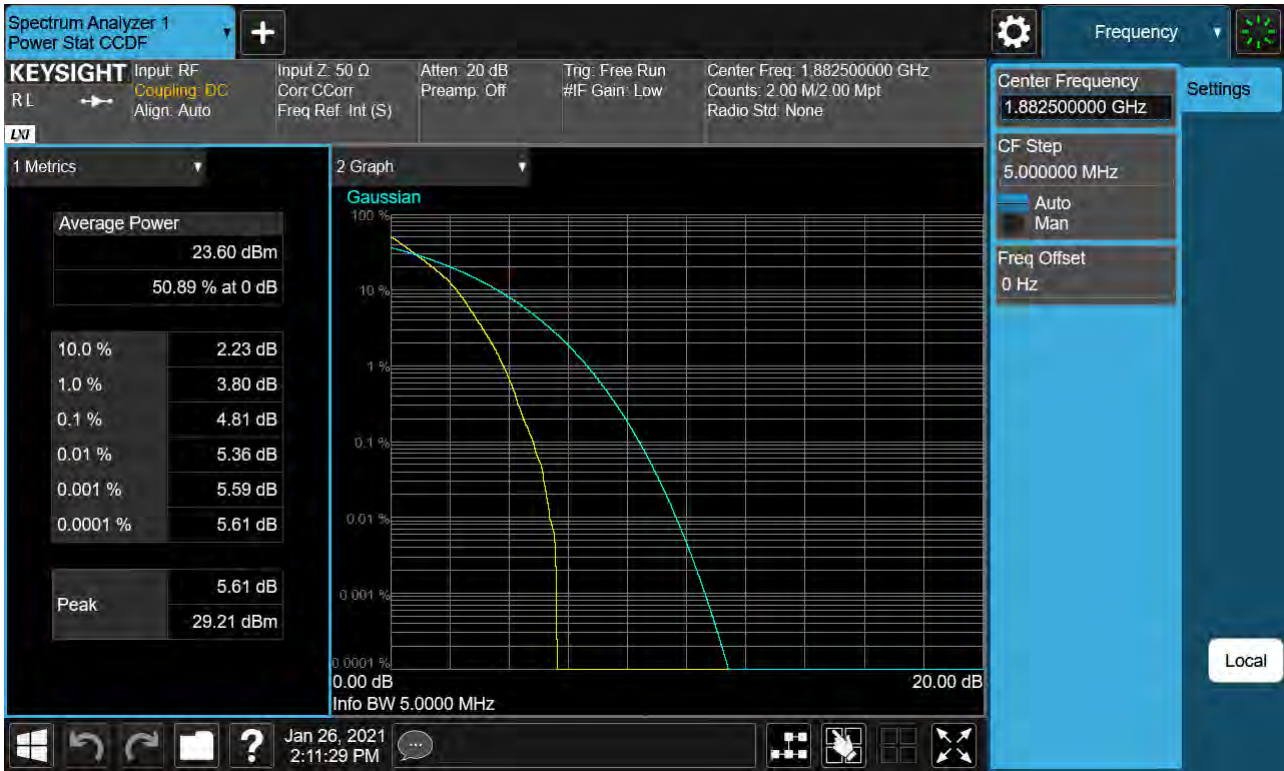 Spectrum Analyzer 1
Power Stat CCDF
Frequency
KEYSIGHT
RL
LXI
Input: RF
Coupling: DC
Align: Auto
Input Z: 50 Ω
Corr CCorr
Freq Ref: Int (S)
Atten: 20 dB
Preamp: Off
Trig: Free Run
#IF Gain: Low
Center Freq: 1.882500000 GHz
Counts: 2.00 M/2.00 Mpt
Radio Std: None
Center Frequency
1.882500000 GHz
Settings
CF Step
5.000000 MHz
Auto
Man
Freq Offset
0 Hz
Local
1 Metrics
Average Power
23.60 dBm
50.89 % at 0 dB
10.0 % 2.23 dB
1.0 % 3.80 dB
0.1 % 4.81 dB
0.01 % 5.36 dB
0.001 % 5.59 dB
0.0001 % 5.61 dB
Peak
5.61 dB
29.21 dBm
2 Graph
Gaussian
100 %
10 %
1 %
0.1 %
0.01 %
0.001 %
0.0001 %
0.00 dB 20.00 dB
Info BW 5.0000 MHz
?
Jan 26, 2021
2:11:29 PM